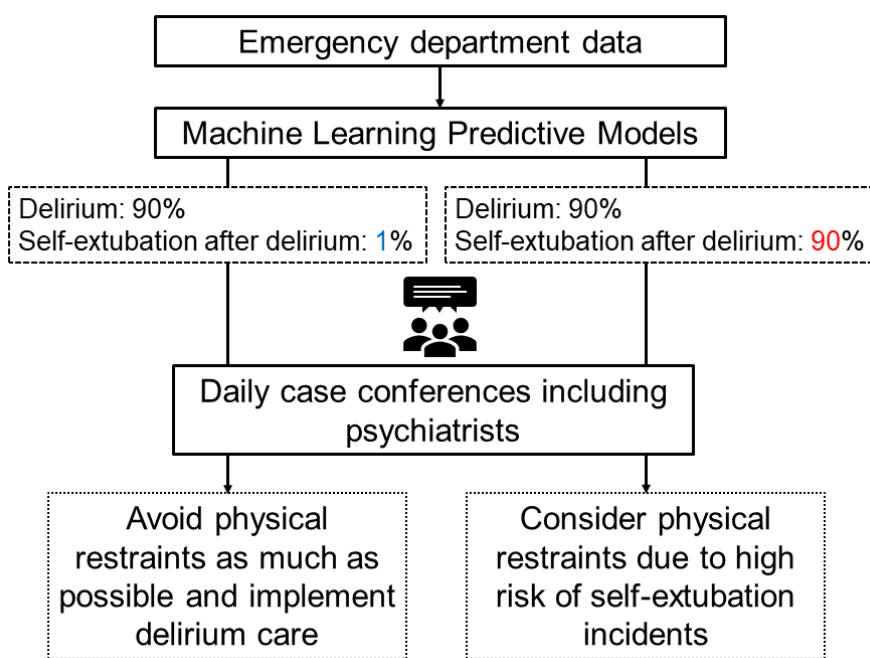 Emergency department data
Machine Learning Predictive Models
Delirium: 90%
Self-extubation after delirium: 1%
Delirium: 90%
Self-extubation after delirium: 90%
Daily case conferences including
psychiatrists
Avoid physical
restraints as much as
possible and implement
delirium care
Consider physical
restraints due to high
risk of self-extubation
incidents